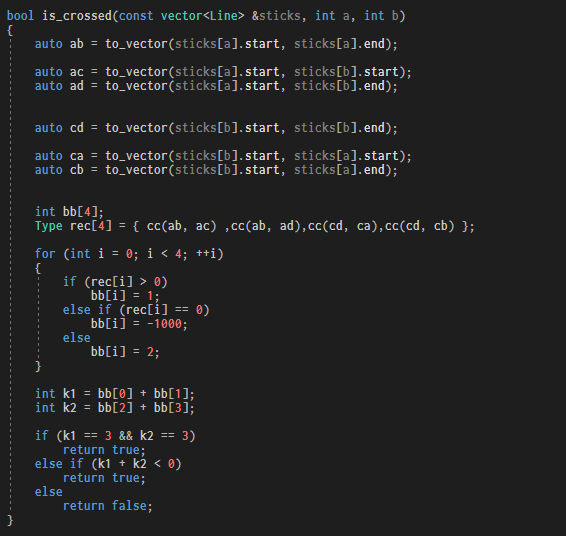 bool is_crossed(const vector<Line> &sticks, int a, int b)
{
    auto ab = to_vector(sticks[a].start, sticks[a].end);

    auto ac = to_vector(sticks[a].start, sticks[b].start);
    auto ad = to_vector(sticks[a].start, sticks[b].end);


    auto cd = to_vector(sticks[b].start, sticks[b].end);

    auto ca = to_vector(sticks[b].start, sticks[a].start);
    auto cb = to_vector(sticks[b].start, sticks[a].end);


    int bb[4];
    Type rec[4] = { cc(ab, ac) ,cc(ab, ad),cc(cd, ca),cc(cd, cb) };

    for (int i = 0; i < 4; ++i)
    {
        if (rec[i] > 0)
            bb[i] = 1;
        else if (rec[i] == 0)
            bb[i] = -1000;
        else
            bb[i] = 2;
    }

    int k1 = bb[0] + bb[1];
    int k2 = bb[2] + bb[3];

    if (k1 == 3 && k2 == 3)
        return true;
    else if (k1 + k2 < 0)
        return true;
    else
        return false;
}